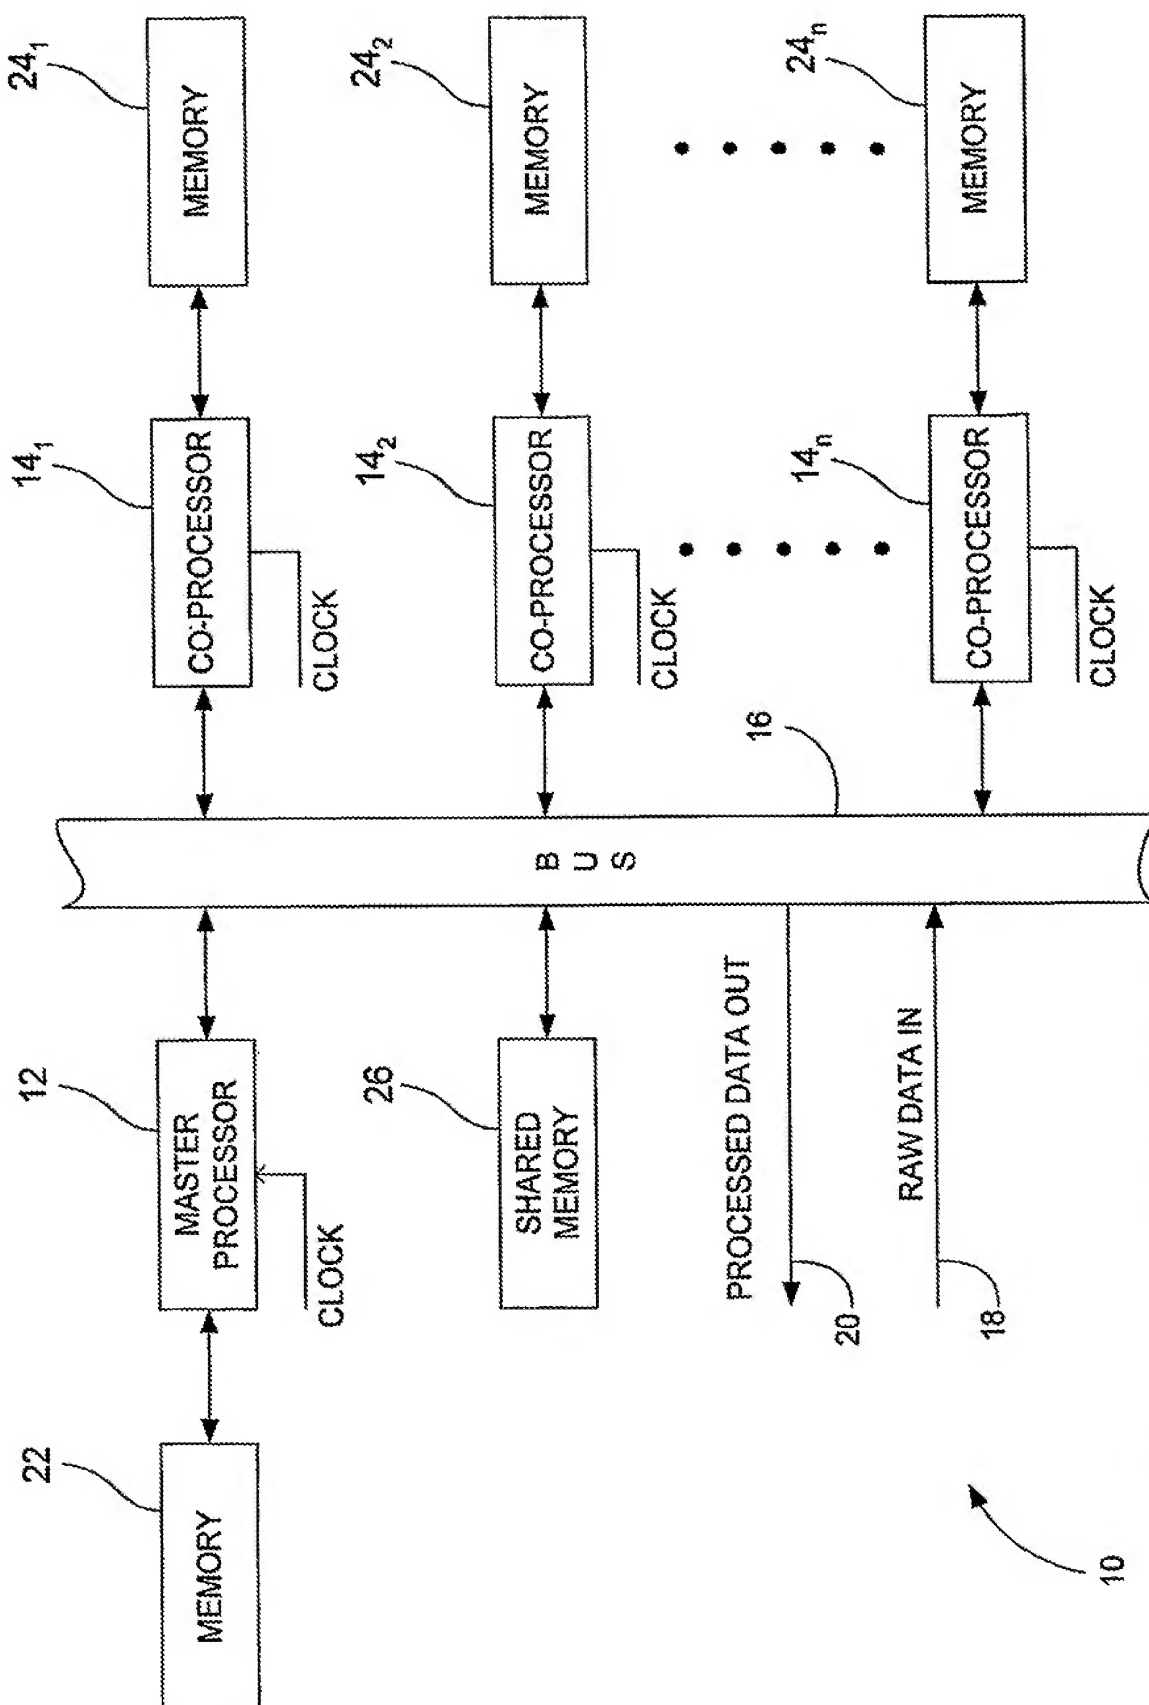 22
MEMORY
12
MASTER
PROCESSOR
CLOCK
14₁
CO-PROCESSOR
CLOCK
24₁
MEMORY
26
SHARED
MEMORY
B
U
S
14₂
CO-PROCESSOR
CLOCK
24₂
MEMORY
PROCESSED DATA OUT
20
16
RAW DATA IN
18
14ₙ
CO-PROCESSOR
CLOCK
24ₙ
MEMORY
10